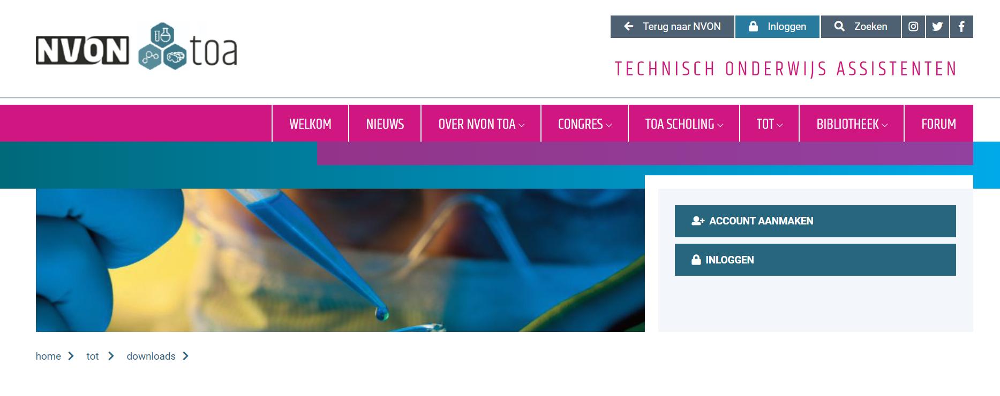 NVON toa
Terug naar NVON Inloggen Zoeken
TECHNISCH ONDERWIJS ASSISTENTEN
WELKOM NIEUWS OVER NVON TOA CONGRES TOA SCHOLING TOT BIBLIOTHEEK FORUM
ACCOUNT AANMAKEN
INLOGGEN
home tot downloads